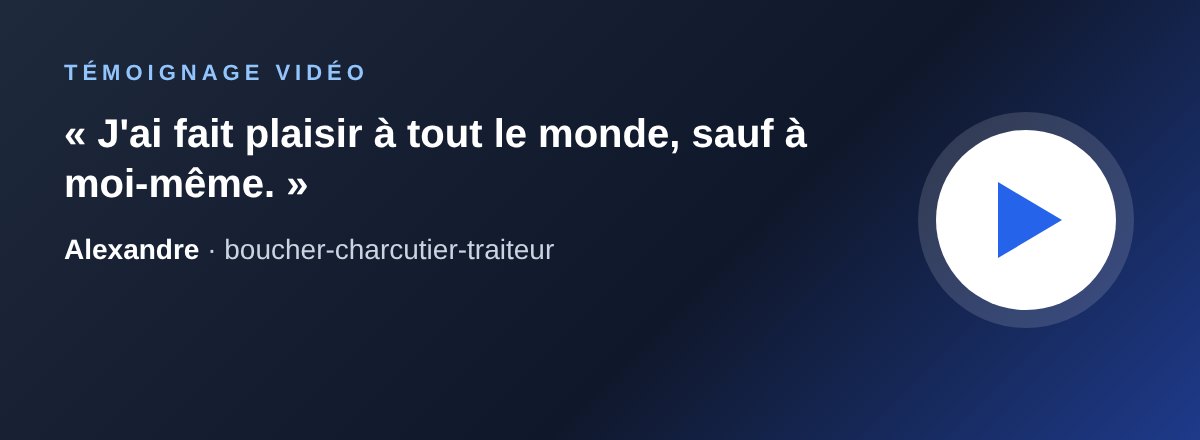 TÉMOIGNAGE VIDÉO
« J'ai fait plaisir à tout le monde, sauf à
moi-même. »
Alexandre · boucher-charcutier-traiteur